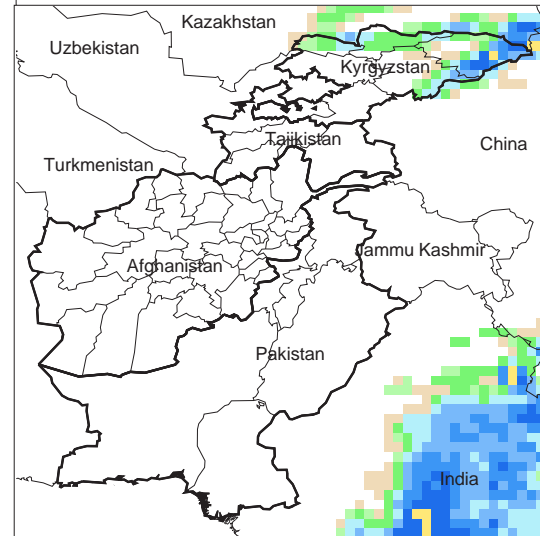 Kazakhstan
Uzbekistan
Kyrgyzstan
Tajikistan
China
Turkmenistan
Jammu Kashmir
Afghanistan
Pakistan
India